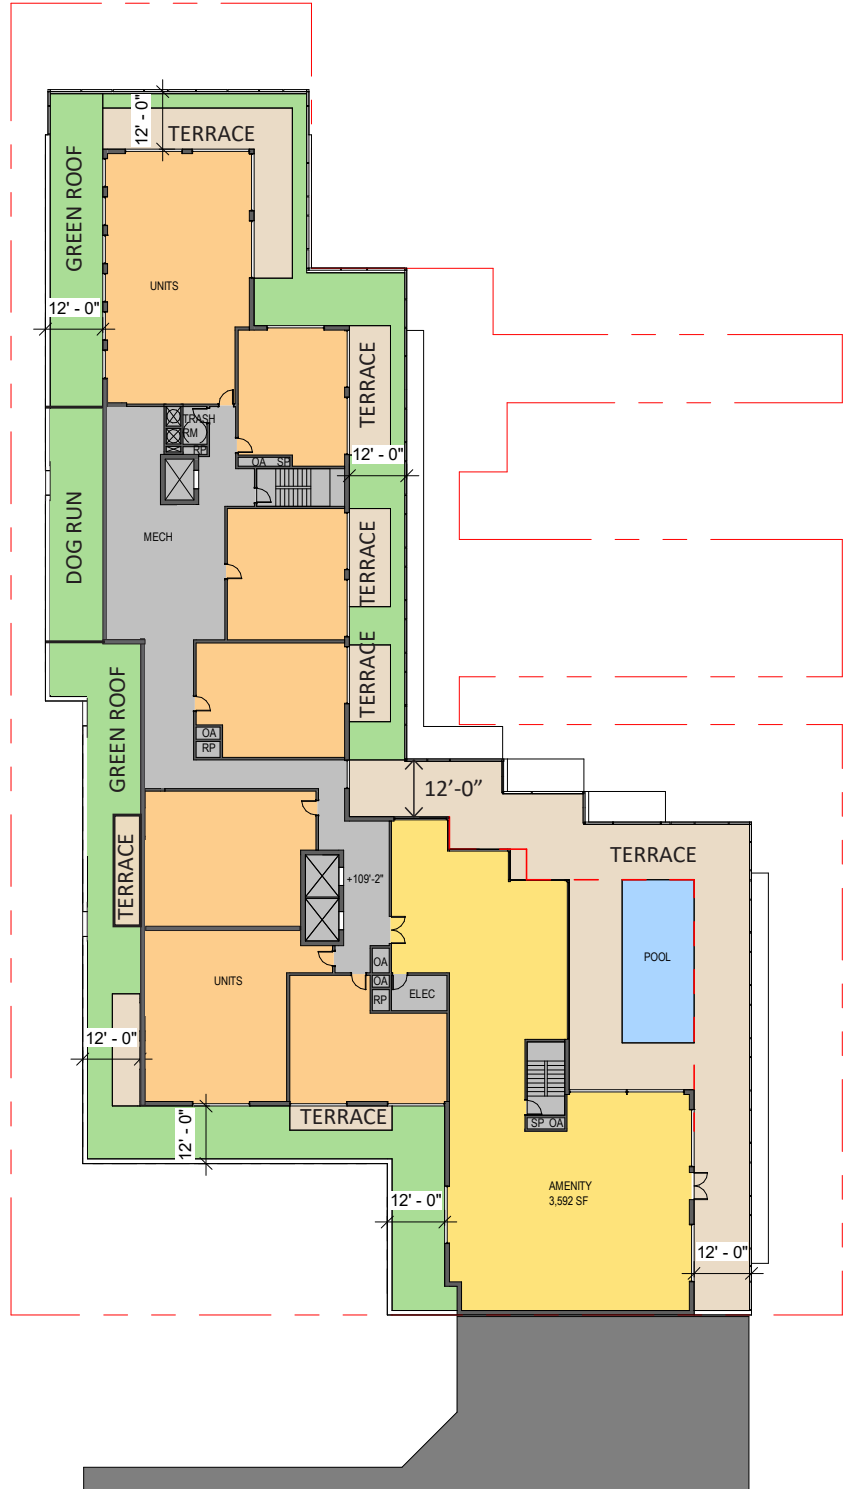 12' - 0"
TERRACE
GREEN ROOF
UNITS
12' - 0"
TERRACE
TRASH
RM
RP
OA SP
12' - 0"
DOG RUN
MECH
TERRACE
TERRACE
GREEN ROOF
OA
RP
12'-0"
TERRACE
TERRACE
+109'-2"
POOL
OA
UNITS
OA
RP
ELEC
12' - 0"
TERRACE
12' - 0"
SP OA
AMENITY
3,592 SF
12' - 0"
12' - 0"